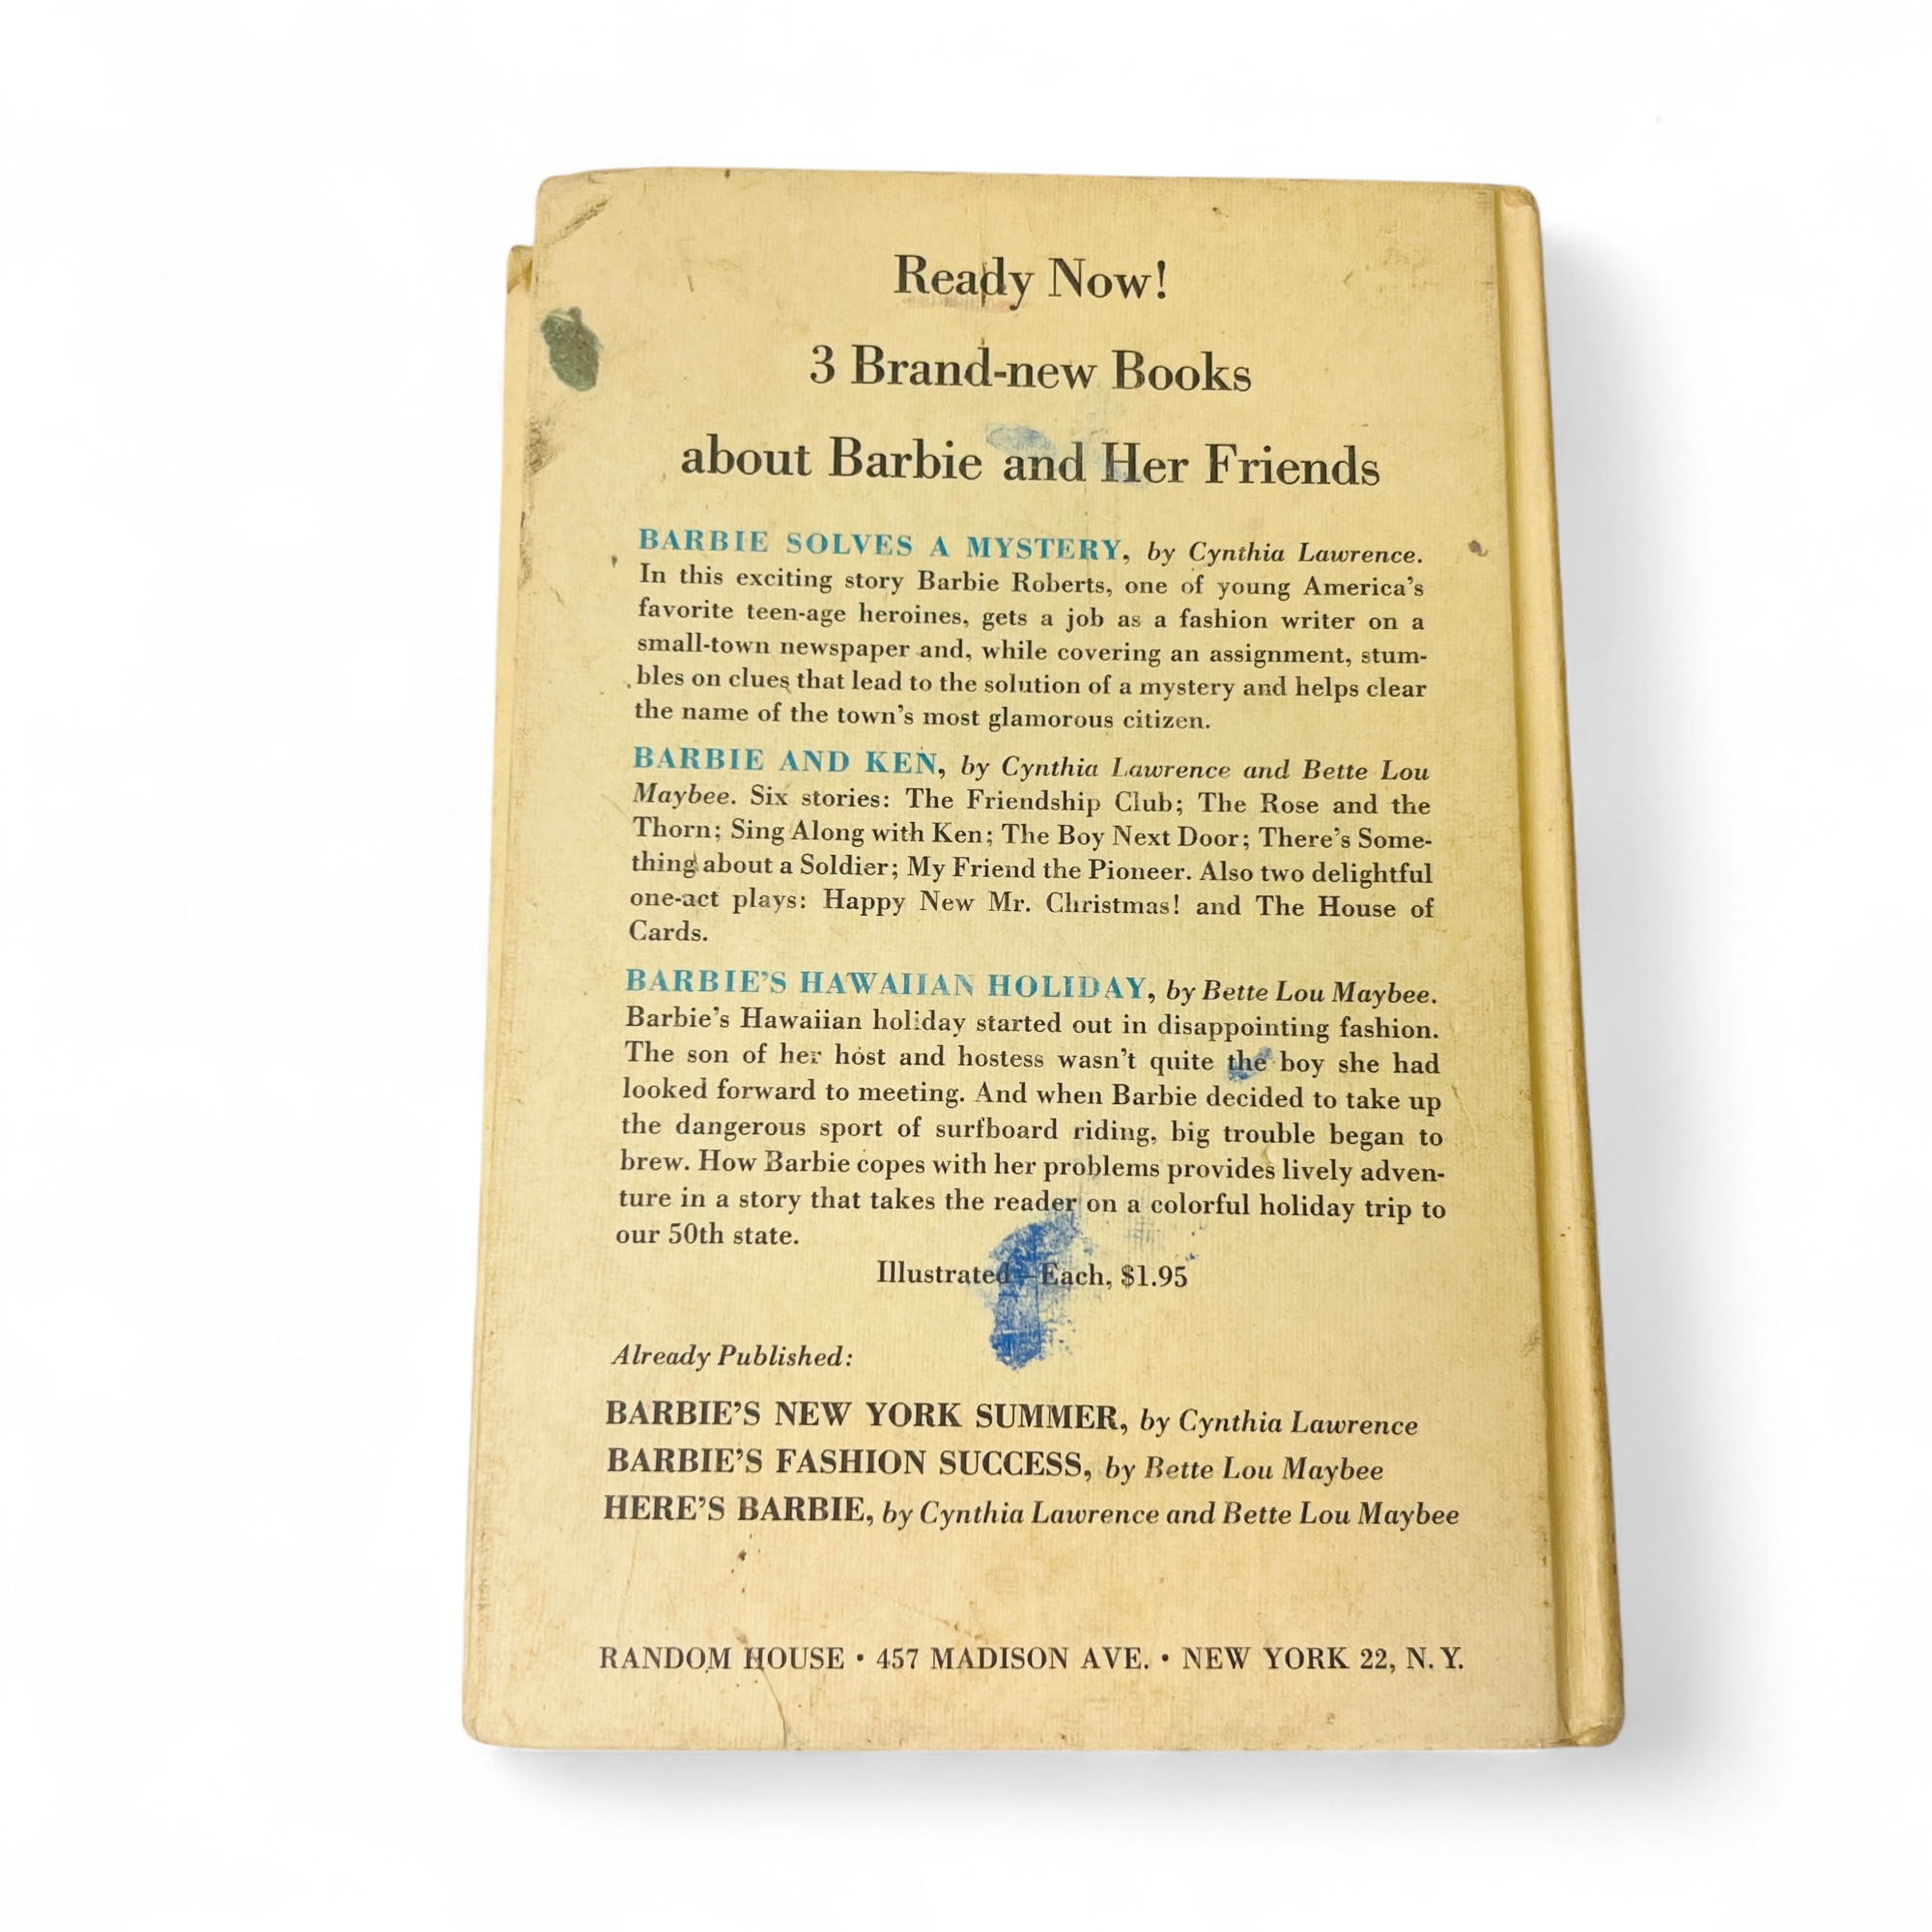 Ready Now!
3 Brand-new Books
about Barbie and Her Friends
BARBIE SOLVES A MYSTERY, by Cynthia Lawrence.
In this exciting story Barbie Roberts, one of young America's
favorite teen-age heroines, gets a job as a fashion writer on a
small-town newspaper and, while covering an assignment, stum-
bles on clues that lead to the solution of a mystery and helps clear
the name of the town's most glamorous citizen.
BARBIE AND KEN, by Cynthia Lawrence and Bette Lou
Maybee. Six stories: The Friendship Club; The Rose and the
Thorn; Sing Along with Ken; The Boy Next Door; There's Some-
thing about a Soldier; My Friend the Pioneer. Also two delightful
one-act plays: Happy New Mr. Christmas! and The House of
Cards.
BARBIE'S HAWAIIAN HOLIDAY, by Bette Lou Maybee.
Barbie's Hawaiian holiday started out in disappointing fashion.
The son of her host and hostess wasn't quite the boy she had
looked forward to meeting. And when Barbie decided to take up
the dangerous sport of surfboard riding, big trouble began to
brew. How Barbie copes with her problems provides lively adven-
ture in a story that takes the reader on a colorful holiday trip to
our 50th state.
Illustrated—Each, $1.95
Already Published:
BARBIE'S NEW YORK SUMMER, by Cynthia Lawrence
BARBIE'S FASHION SUCCESS, by Bette Lou Maybee
HERE'S BARBIE, by Cynthia Lawrence and Bette Lou Maybee
RANDOM HOUSE • 457 MADISON AVE. • NEW YORK 22, N. Y.